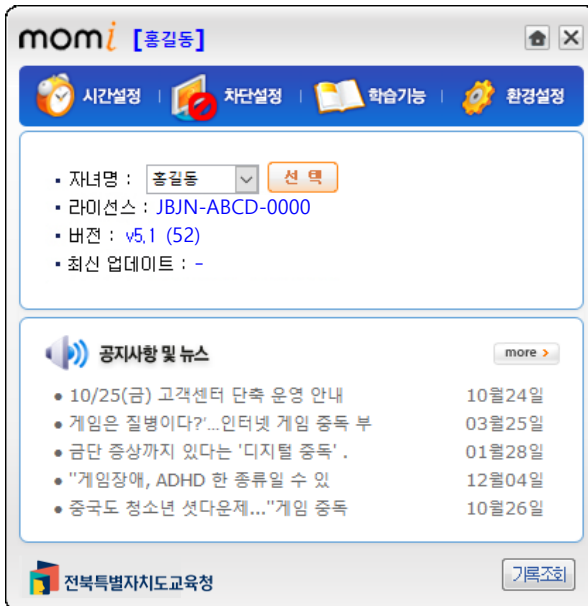 momi [홍길동]
시간설정 차단설정 학습기능 환경설정
자녀명 : 홍길동 선 택
라이선스 : JBJN-ABCD-0000
버전 : v5.1 (52)
최신 업데이트 : -
공지사항 및 뉴스 more >
10/25(금) 고객센터 단축 운영 안내 10월24일
게임은 질병이다?'...인터넷 게임 중독 부 03월25일
금단 증상까지 있다는 '디지털 중독' . 01월28일
"게임장애, ADHD 한 종류일 수 있 12월04일
중국도 청소년 셧다운제..."게임 중독 10월26일
전북특별자치도교육청 기록조회